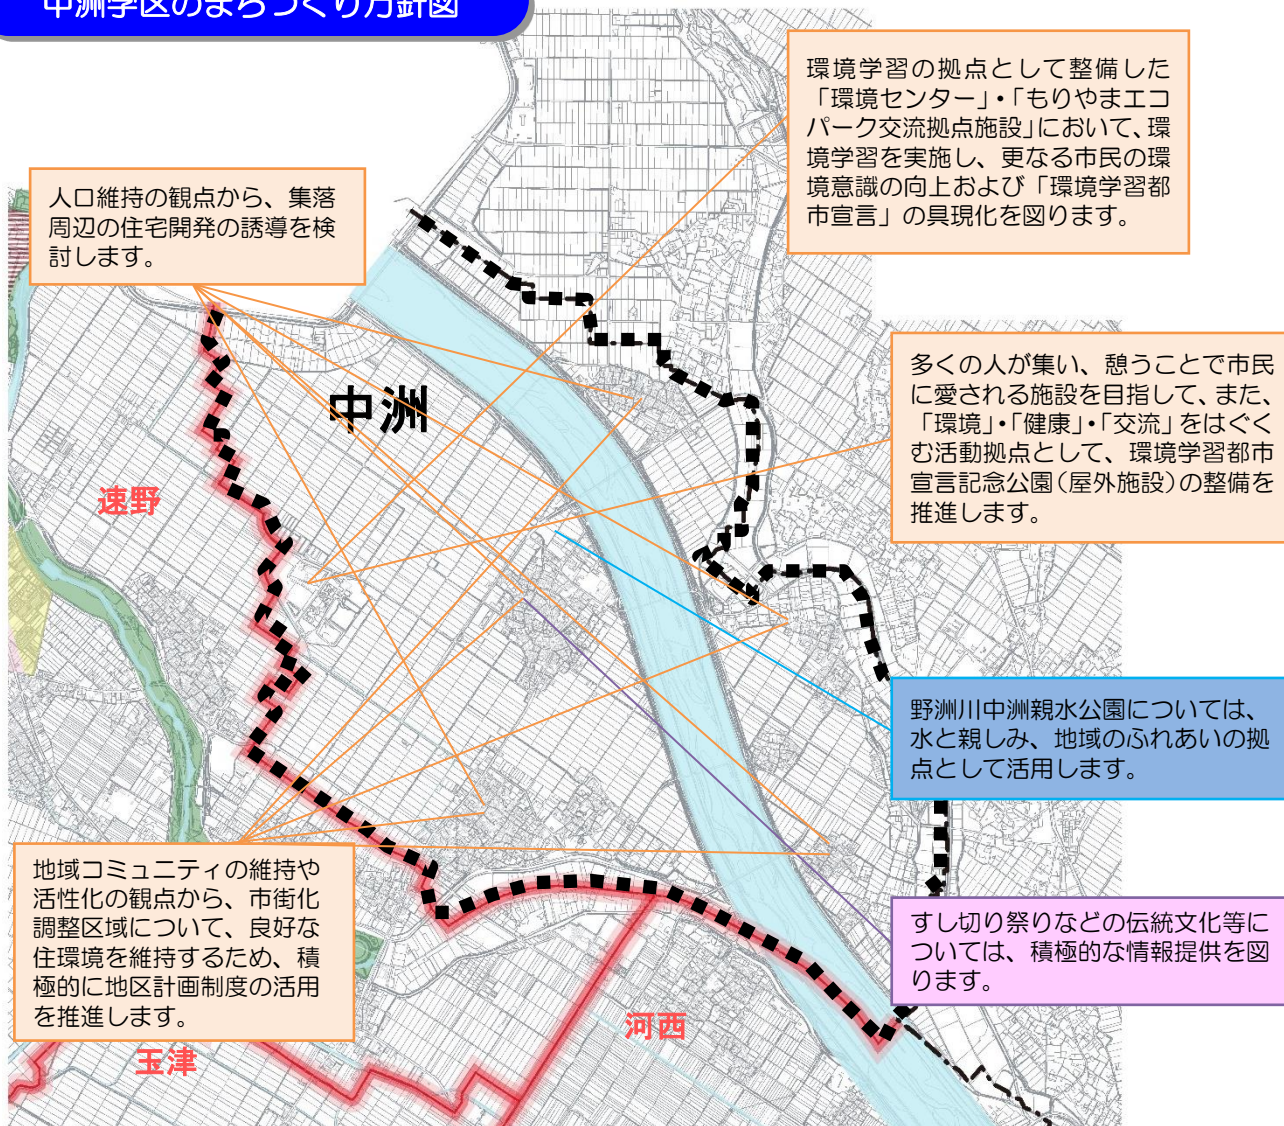 中洲学区のまちづくり方針図
環境学習の拠点として整備した
「環境センター」・「もりやまエコ
パーク交流拠点施設」において、環
境学習を実施し、更なる市民の環
境意識の向上および「環境学習都
市宣言」の具現化を図ります。
人口維持の観点から、集落
周辺の住宅開発の誘導を検
討します。
多くの人が集い、憩うことで市民
に愛される施設を目指して、また、
「環境」・「健康」・「交流」をはぐく
む活動拠点として、環境学習都市
宣言記念公園（屋外施設）の整備を
推進します。
中洲
速野
野洲川中洲親水公園については、
水と親しみ、地域のふれあいの拠
点として活用します。
地域コミュニティの維持や
活性化の観点から、市街化
調整区域について、良好な
住環境を維持するため、積
極的に地区計画制度の活用
を推進します。
すし切り祭りなどの伝統文化等に
ついては、積極的な情報提供を図
ります。
河西
玉津